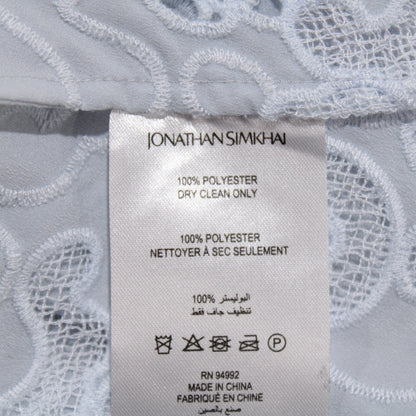 JONATHAN SIMKHAI
100% POLYESTER
DRY CLEAN ONLY
100% POLYESTER
NETTOYER À SEC SEULEMENT
البوليستر %100
تنظيف جاف فقط
P
RN 94992
MADE IN CHINA
FABRIQUÉ EN CHINE
صنع بالصين